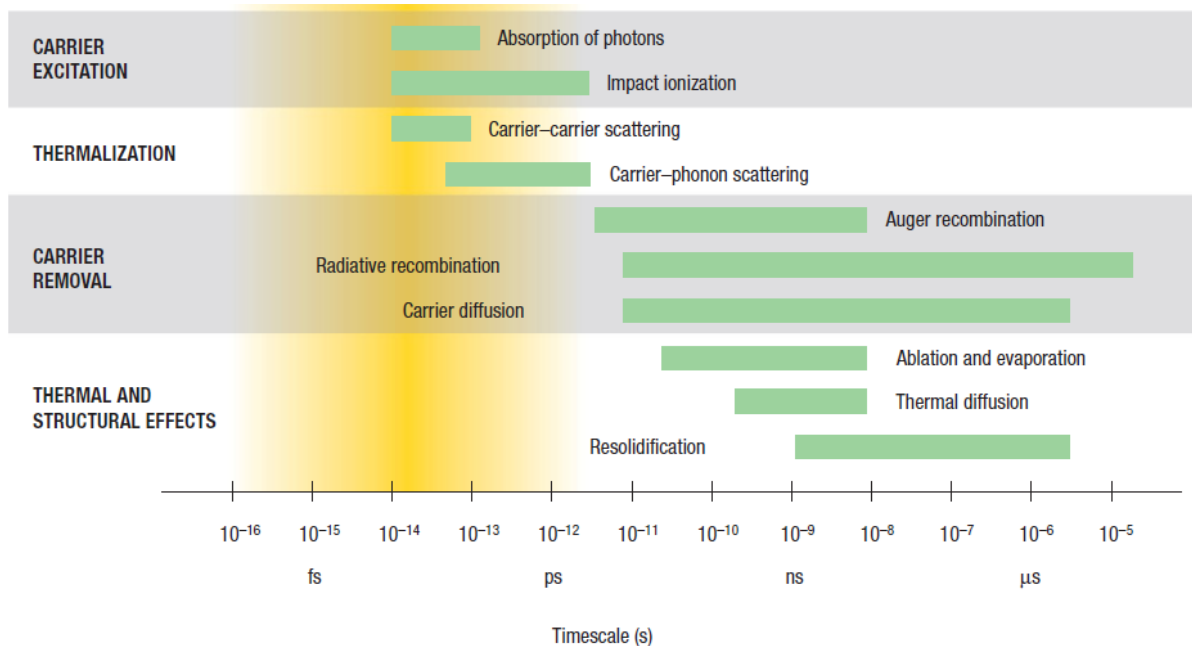 CARRIER
EXCITATION
Absorption of photons
Impact ionization
THERMALIZATION
Carrier–carrier scattering
Carrier–phonon scattering
CARRIER
REMOVAL
Auger recombination
Radiative recombination
Carrier diffusion
THERMAL AND
STRUCTURAL EFFECTS
Ablation and evaporation
Thermal diffusion
Resolidification
10⁻¹⁶ 10⁻¹⁵ 10⁻¹⁴ 10⁻¹³ 10⁻¹² 10⁻¹¹ 10⁻¹⁰ 10⁻⁹ 10⁻⁸ 10⁻⁷ 10⁻⁶ 10⁻⁵
fs ps ns μs
Timescale (s)